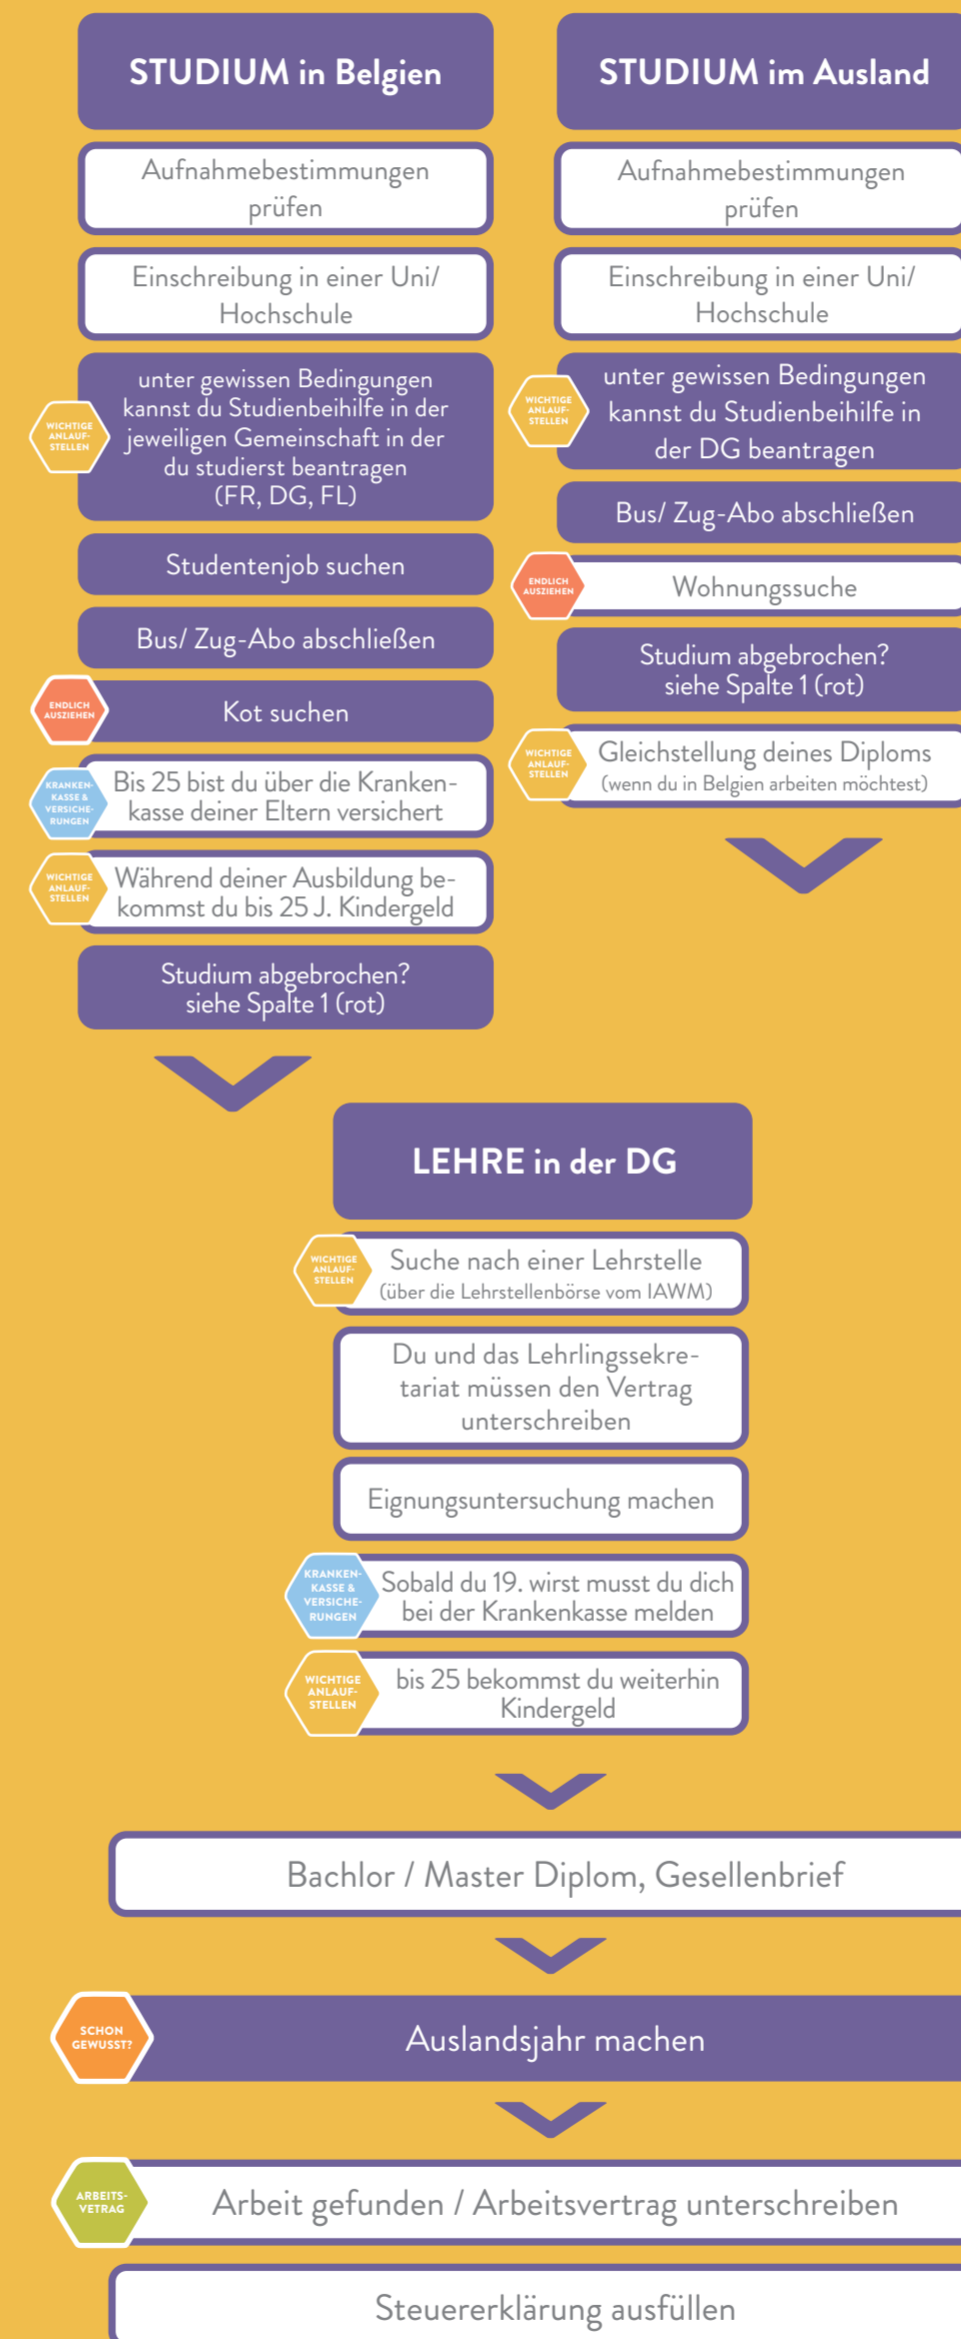 STUDIUM in Belgien
Aufnahmebestimmungen
prüfen
Einschreibung in einer Uni/
Hochschule
WICHTIGE
ANLAUF-
STELLEN
unter gewissen Bedingungen
kannst du Studienbeihilfe in der
jeweiligen Gemeinschaft in der
du studierst beantragen
(FR, DG, FL)
Studentenjob suchen
Bus/ Zug-Abo abschließen
ENDLICH
AUSZIEHEN
Kot suchen
KRANKEN-
KASSE &
VERSICHE-
RUNGEN
Bis 25 bist du über die Kranken-
kasse deiner Eltern versichert
WICHTIGE
ANLAUF-
STELLEN
Während deiner Ausbildung be-
kommst du bis 25 J. Kindergeld
Studium abgebrochen?
siehe Spalte 1 (rot)
STUDIUM im Ausland
Aufnahmebestimmungen
prüfen
Einschreibung in einer Uni/
Hochschule
WICHTIGE
ANLAUF-
STELLEN
unter gewissen Bedingungen
kannst du Studienbeihilfe in
der DG beantragen
Bus/ Zug-Abo abschließen
ENDLICH
AUSZIEHEN
Wohnungssuche
Studium abgebrochen?
siehe Spalte 1 (rot)
WICHTIGE
ANLAUF-
STELLEN
Gleichstellung deines Diploms
(wenn du in Belgien arbeiten möchtest)
LEHRE in der DG
WICHTIGE
ANLAUF-
STELLEN
Suche nach einer Lehrstelle
(über die Lehrstellenbörse vom IAWM)
Du und das Lehrlingssekre-
tariat müssen den Vertrag
unterschreiben
Eignungsuntersuchung machen
KRANKEN-
KASSE &
VERSICHE-
RUNGEN
Sobald du 19. wirst musst du dich
bei der Krankenkasse melden
WICHTIGE
ANLAUF-
STELLEN
bis 25 bekommst du weiterhin
Kindergeld
Bachlor / Master Diplom, Gesellenbrief
SCHON
GEWUSST?
Auslandsjahr machen
ARBEITS-
VETRAG
Arbeit gefunden / Arbeitsvertrag unterschreiben
Steuererklärung ausfüllen